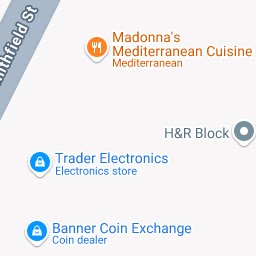 Madonna's
Mediterranean Cuisine
Mediterranean
H&R Block
Trader Electronics
Electronics store
Banner Coin Exchange
Coin dealer